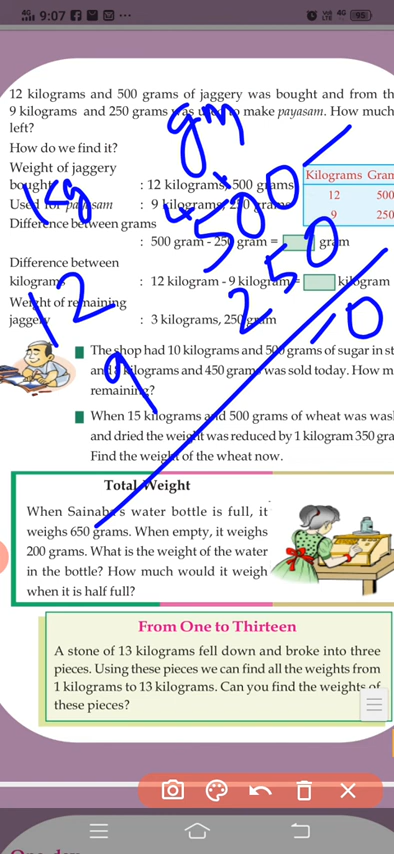 4G 9:07
VoLTE 4G 95
12 kilograms and 500 grams of jaggery was bought and from th
9 kilograms and 250 grams was used to make payasam. How much
left?
How do we find it?
Weight of jaggery
bought : 12 kilograms, 500 grams
Used for payasam : 9 kilograms, 250 grams
Difference between grams
: 500 gram - 250 gram = gram
Difference between
kilograms : 12 kilogram - 9 kilogram = kilogram
Weight of remaining
jaggery : 3 kilograms, 250 gram
Kilograms Gram
12 500
9 250
kg gm
12 500
9 250
= 0
The shop had 10 kilograms and 500 grams of sugar in st
and 8 kilograms and 450 grams was sold today. How m
remaining?
When 15 kilograms and 500 grams of wheat was was
and dried the weight was reduced by 1 kilogram 350 gra
Find the weight of the wheat now.
Total Weight
When Sainaba's water bottle is full, it
weighs 650 grams. When empty, it weighs
200 grams. What is the weight of the water
in the bottle? How much would it weigh
when it is half full?
From One to Thirteen
A stone of 13 kilograms fell down and broke into three
pieces. Using these pieces we can find all the weights from
1 kilograms to 13 kilograms. Can you find the weights of
these pieces?
One day